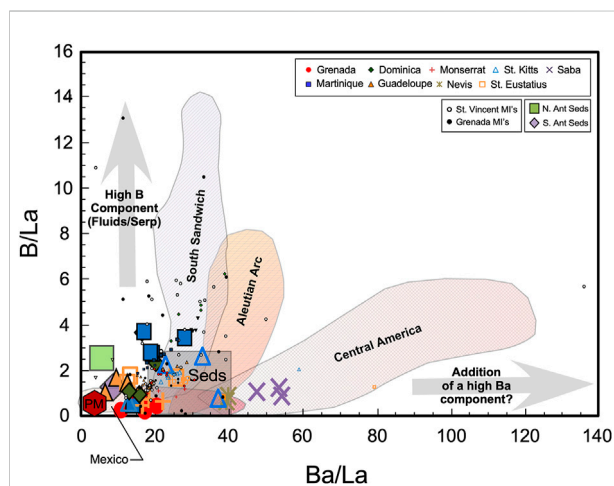 16
14
12
10
8
6
4
2
0
B/La
Grenada
Dominica
Monserrat
St. Kitts
Saba
Martinique
Guadeloupe
Nevis
St. Eustatius
St. Vincent MI's
Grenada MI's
N. Ant Seds
S. Ant Seds
High B
Component
(Fluids/Serp)
South Sandwich
Aleutian Arc
Central America
Seds
PM
Addition
of a high Ba
component?
Mexico
0
20
40
60
80
100
120
140
Ba/La